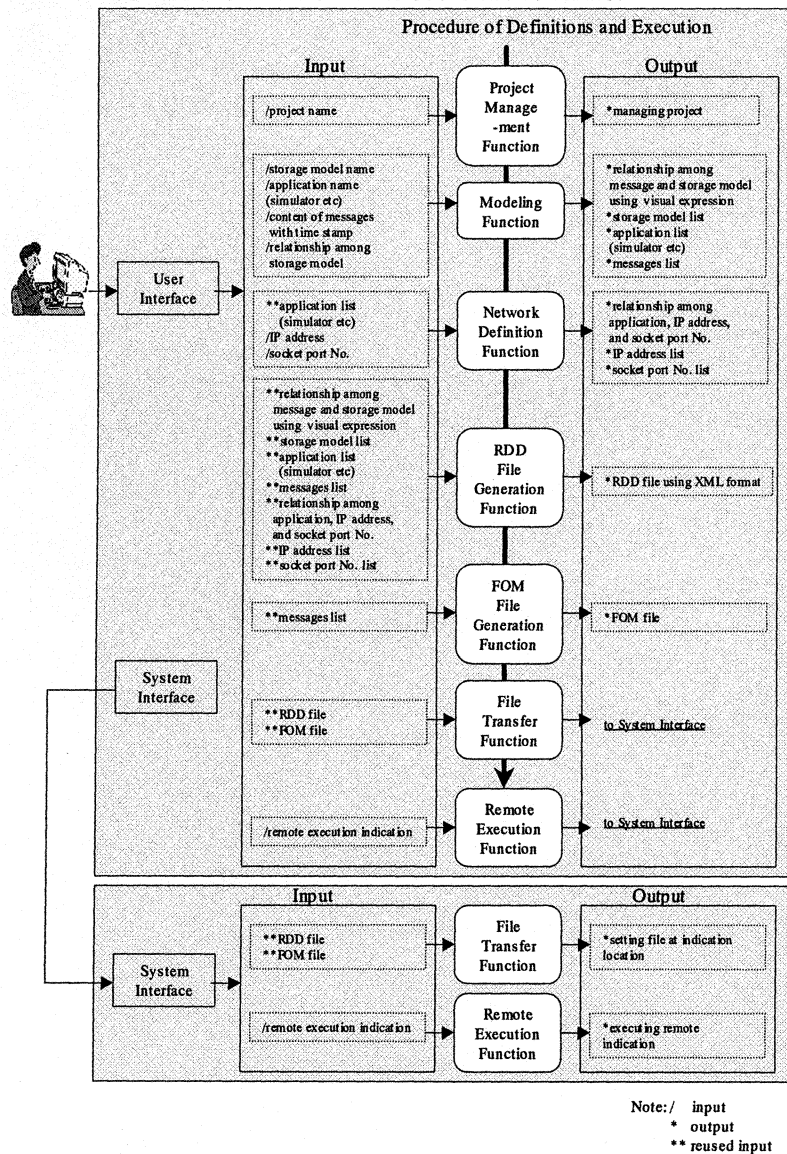 Procedure of Definitions and Execution
Input
Output
User
Interface
/project name
Project
Manage
-ment
Function
*managing project
/storage model name
/application name
(simulator etc)
/content of messages
with time stamp
/relationship among
storage model
Modeling
Function
*relationship among
message and storage model
using visual expression
*storage model list
*application list
(simulator etc)
*messages list
**application list
(simulator etc)
/IP address
/socket port No.
Network
Definition
Function
*relationship among
application, IP address,
and socket port No.
*IP address list
*socket port No. list
**relationship among
message and storage model
using visual expression
**storage model list
**application list
(simulator etc)
**messages list
**relationship among
application, IP address,
and socket port No.
**IP address list
**socket port No. list
RDD
File
Generation
Function
*RDD file using XML format
**messages list
FOM
File
Generation
Function
*FOM file
System
Interface
**RDD file
**FOM file
File
Transfer
Function
to System Interface
/remote execution indication
Remote
Execution
Function
to System Interface
Input
Output
System
Interface
**RDD file
**FOM file
File
Transfer
Function
*setting file at indication
location
/remote execution indication
Remote
Execution
Function
*executing remote
indication
Note: / input
* output
** reused input